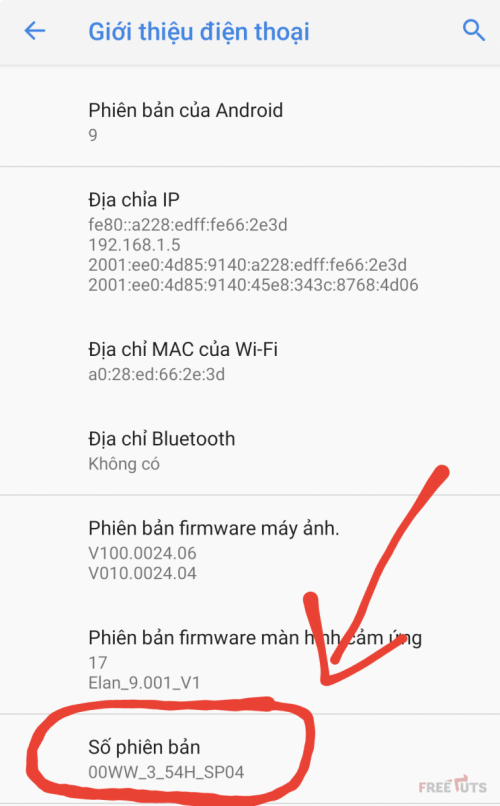 Giới thiệu điện thoại
Phiên bản của Android
9
Địa chỉa IP
fe80::a228:edff:fe66:2e3d
192.168.1.5
2001:ee0:4d85:9140:a228:edff:fe66:2e3d
2001:ee0:4d85:9140:45e8:343c:8768:4d06
Địa chỉ MAC của Wi-Fi
a0:28:ed:66:2e:3d
Địa chỉ Bluetooth
Không có
Phiên bản firmware máy ảnh.
V100.0024.06
V010.0024.04
Phiên bản firmware màn hình cảm ứng
17
Elan_9.001_V1
Số phiên bản
00WW_3_54H_SP04
FREETUTS